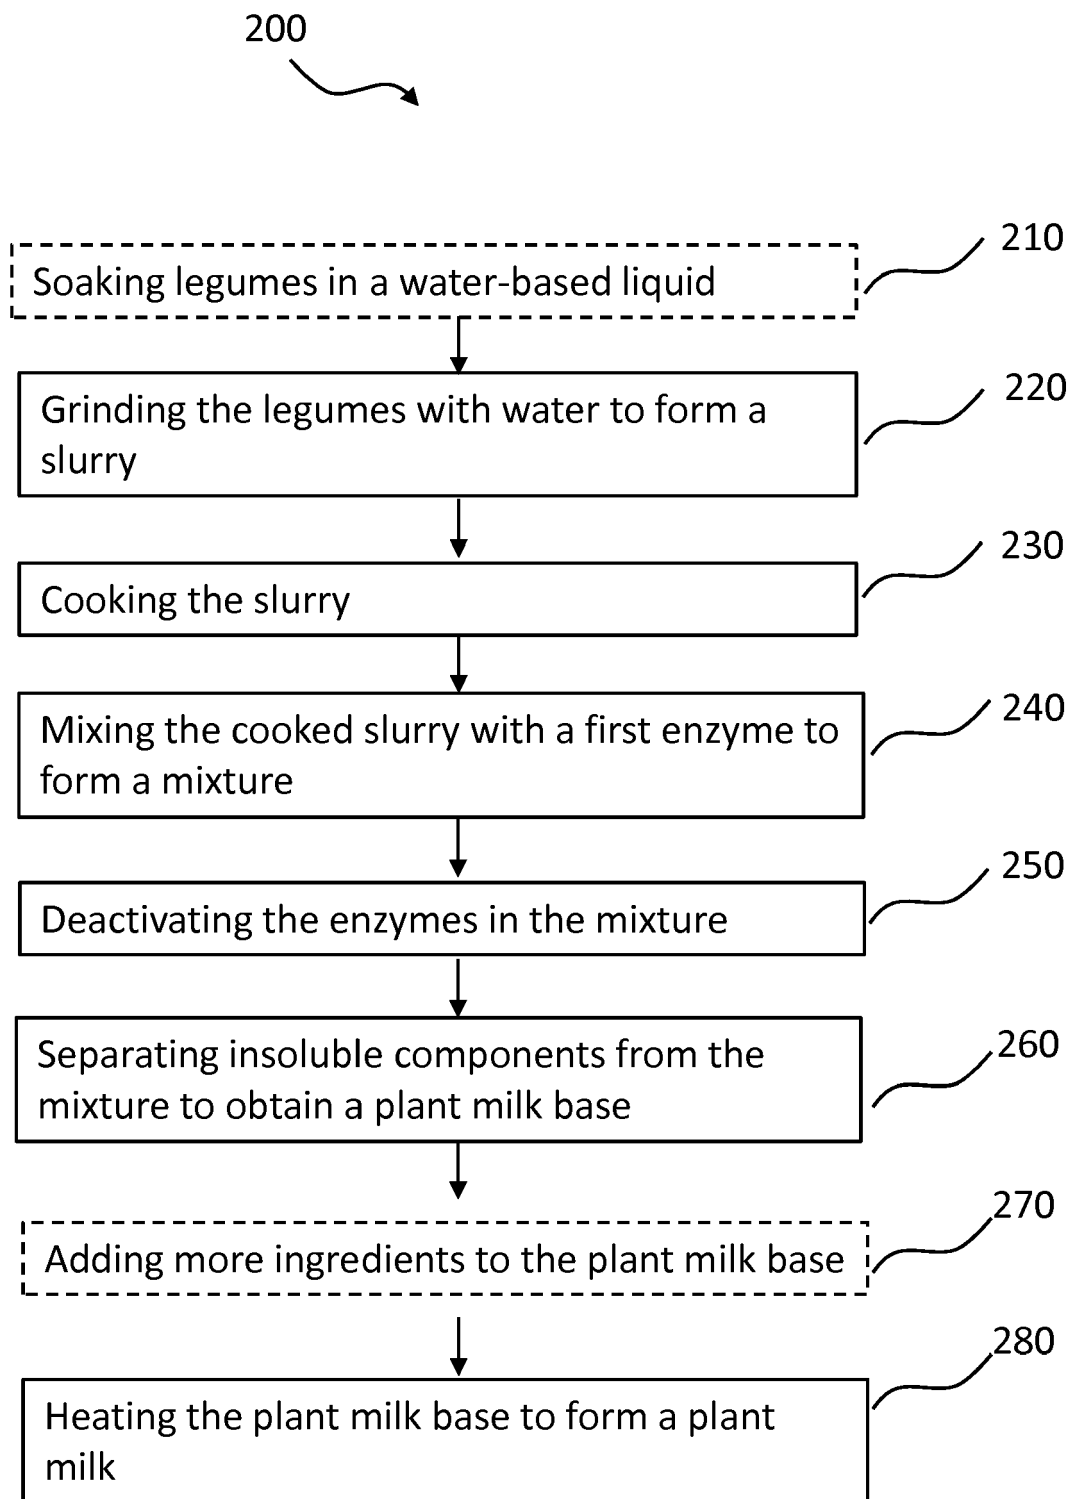 200
210
Soaking legumes in a water-based liquid
220
Grinding the legumes with water to form a
slurry
230
Cooking the slurry
240
Mixing the cooked slurry with a first enzyme to
form a mixture
250
Deactivating the enzymes in the mixture
260
Separating insoluble components from the
mixture to obtain a plant milk base
270
Adding more ingredients to the plant milk base
280
Heating the plant milk base to form a plant
milk